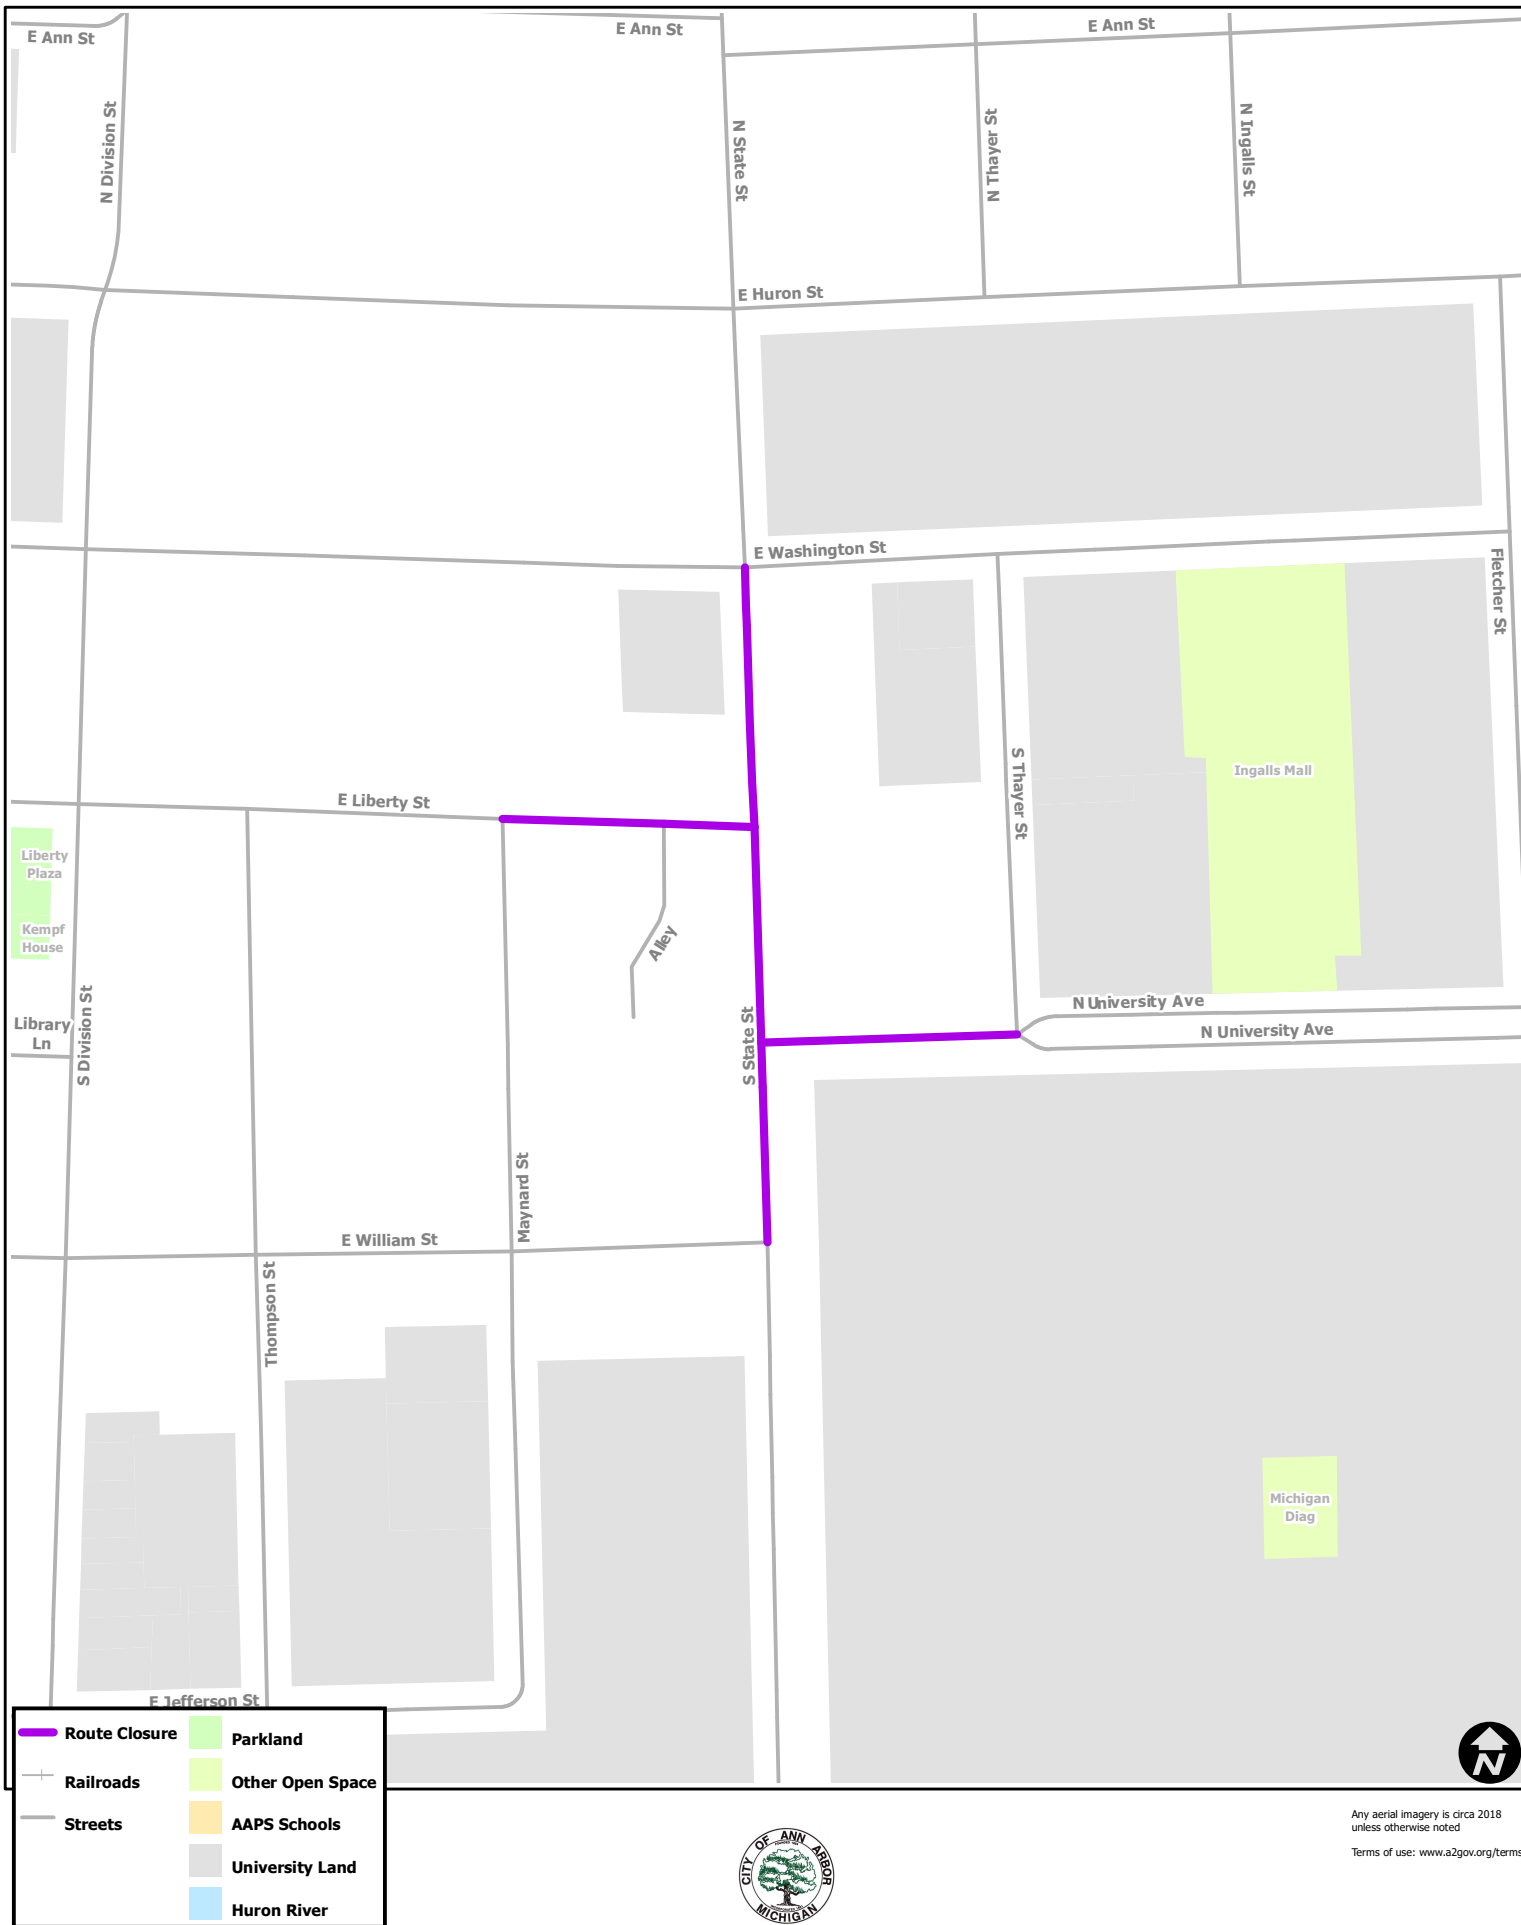 E Ann St
E Ann St
E Ann St
N Division St
N State St
N Thayer St
N Ingalls St
E Huron St
E Washington St
Fletcher St
E Liberty St
S Thayer St
Ingalls Mall
Liberty
Plaza
Kempf
House
Alley
Library
Ln
S Division St
S State St
N University Ave
N University Ave
Maynard St
E William St
Thompson St
Michigan
Diag
E Jefferson St
Route Closure
Railroads
Streets
Parkland
Other Open Space
AAPS Schools
University Land
Huron River
N
CITY OF ANN ARBOR
MICHIGAN
Any aerial imagery is circa 2018
unless otherwise noted
Terms of use: www.a2gov.org/terms